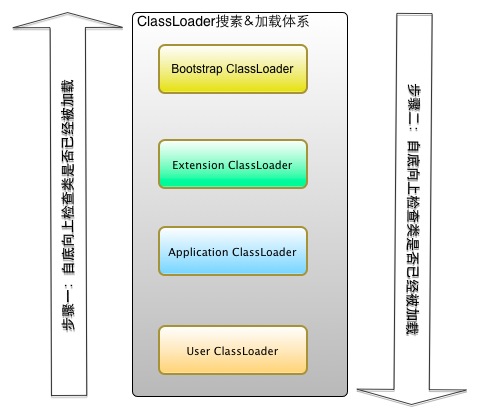 ClassLoader搜素&加载体系
Bootstrap ClassLoader
Extension ClassLoader
Application ClassLoader
User ClassLoader
步骤一：自底向上检查类是否已经被加载
步骤二：自底向上检查类是否已经被加载